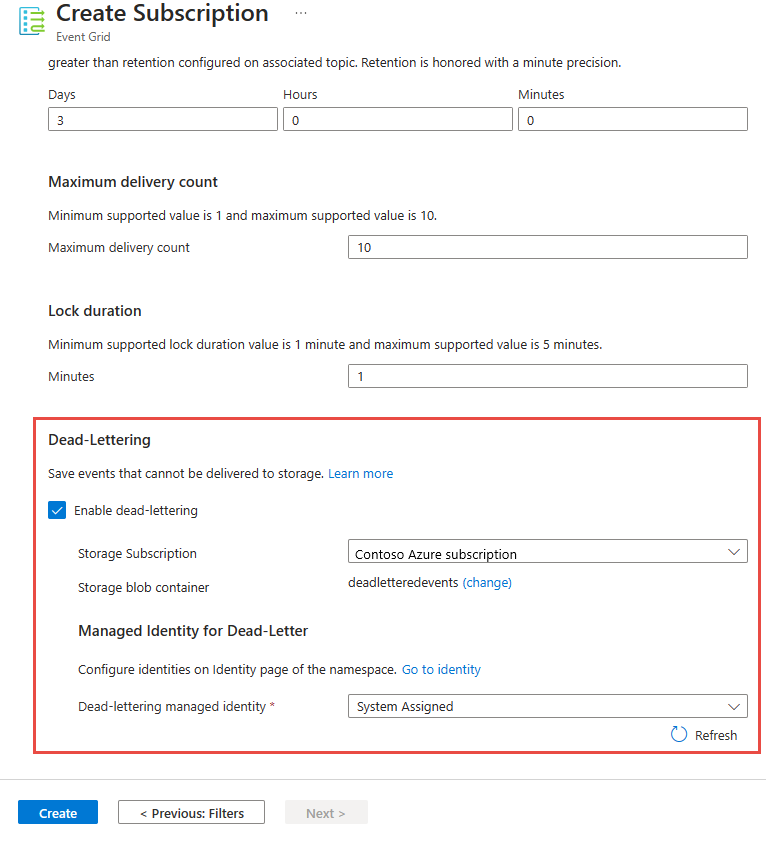 Create Subscription ...
Event Grid
greater than retention configured on associated topic. Retention is honored with a minute precision.
Days Hours Minutes
3 0 0
Maximum delivery count
Minimum supported value is 1 and maximum supported value is 10.
Maximum delivery count 10
Lock duration
Minimum supported lock duration value is 1 minute and maximum supported value is 5 minutes.
Minutes 1
Dead-Lettering
Save events that cannot be delivered to storage. Learn more
Enable dead-lettering
Storage Subscription Contoso Azure subscription
Storage blob container deadletteredevents (change)
Managed Identity for Dead-Letter
Configure identities on Identity page of the namespace. Go to identity
Dead-lettering managed identity * System Assigned
Refresh
Create < Previous: Filters Next >